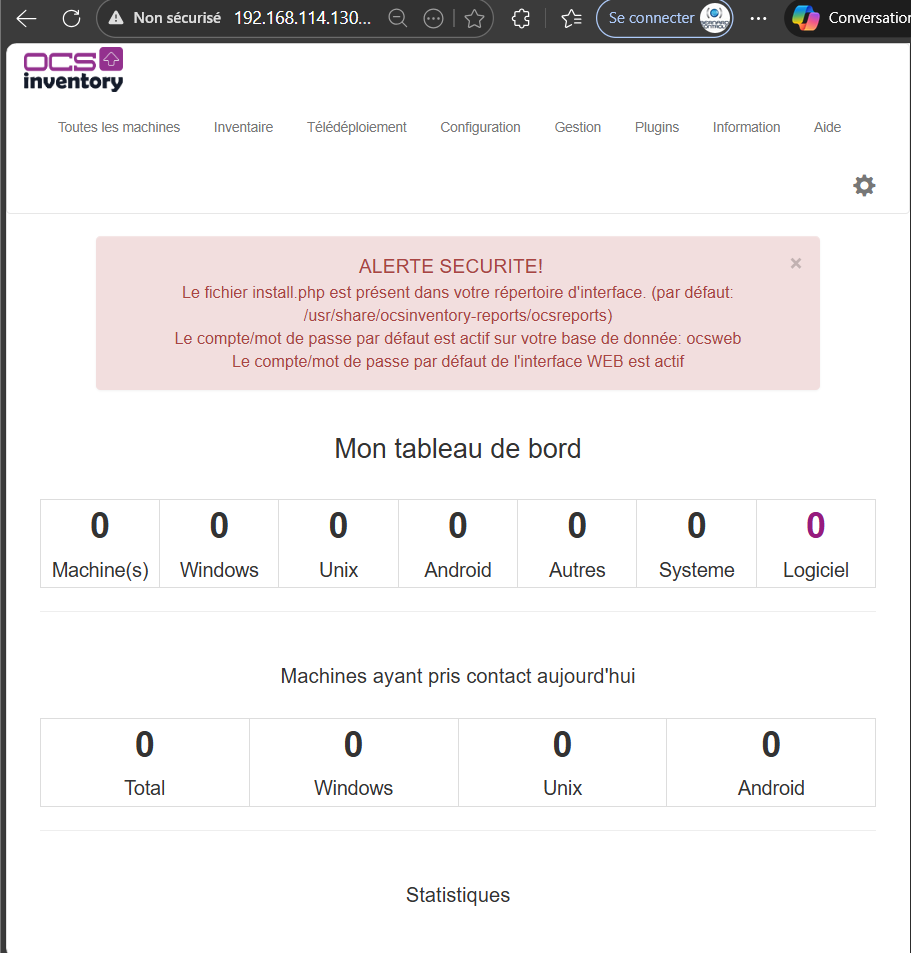 Non sécurisé 192.168.114.130...
Se connecter
Conversation
OCS
inventory
Toutes les machines Inventaire Télédéploiement Configuration Gestion Plugins Information Aide
ALERTE SECURITE!
×
Le fichier install.php est présent dans votre répertoire d'interface. (par défaut:
/usr/share/ocsinventory-reports/ocsreports)
Le compte/mot de passe par défaut est actif sur votre base de donnée: ocsweb
Le compte/mot de passe par défaut de l'interface WEB est actif
Mon tableau de bord
0 0 0 0 0 0 0
Machine(s) Windows Unix Android Autres Systeme Logiciel
Machines ayant pris contact aujourd'hui
0 0 0 0
Total Windows Unix Android
Statistiques